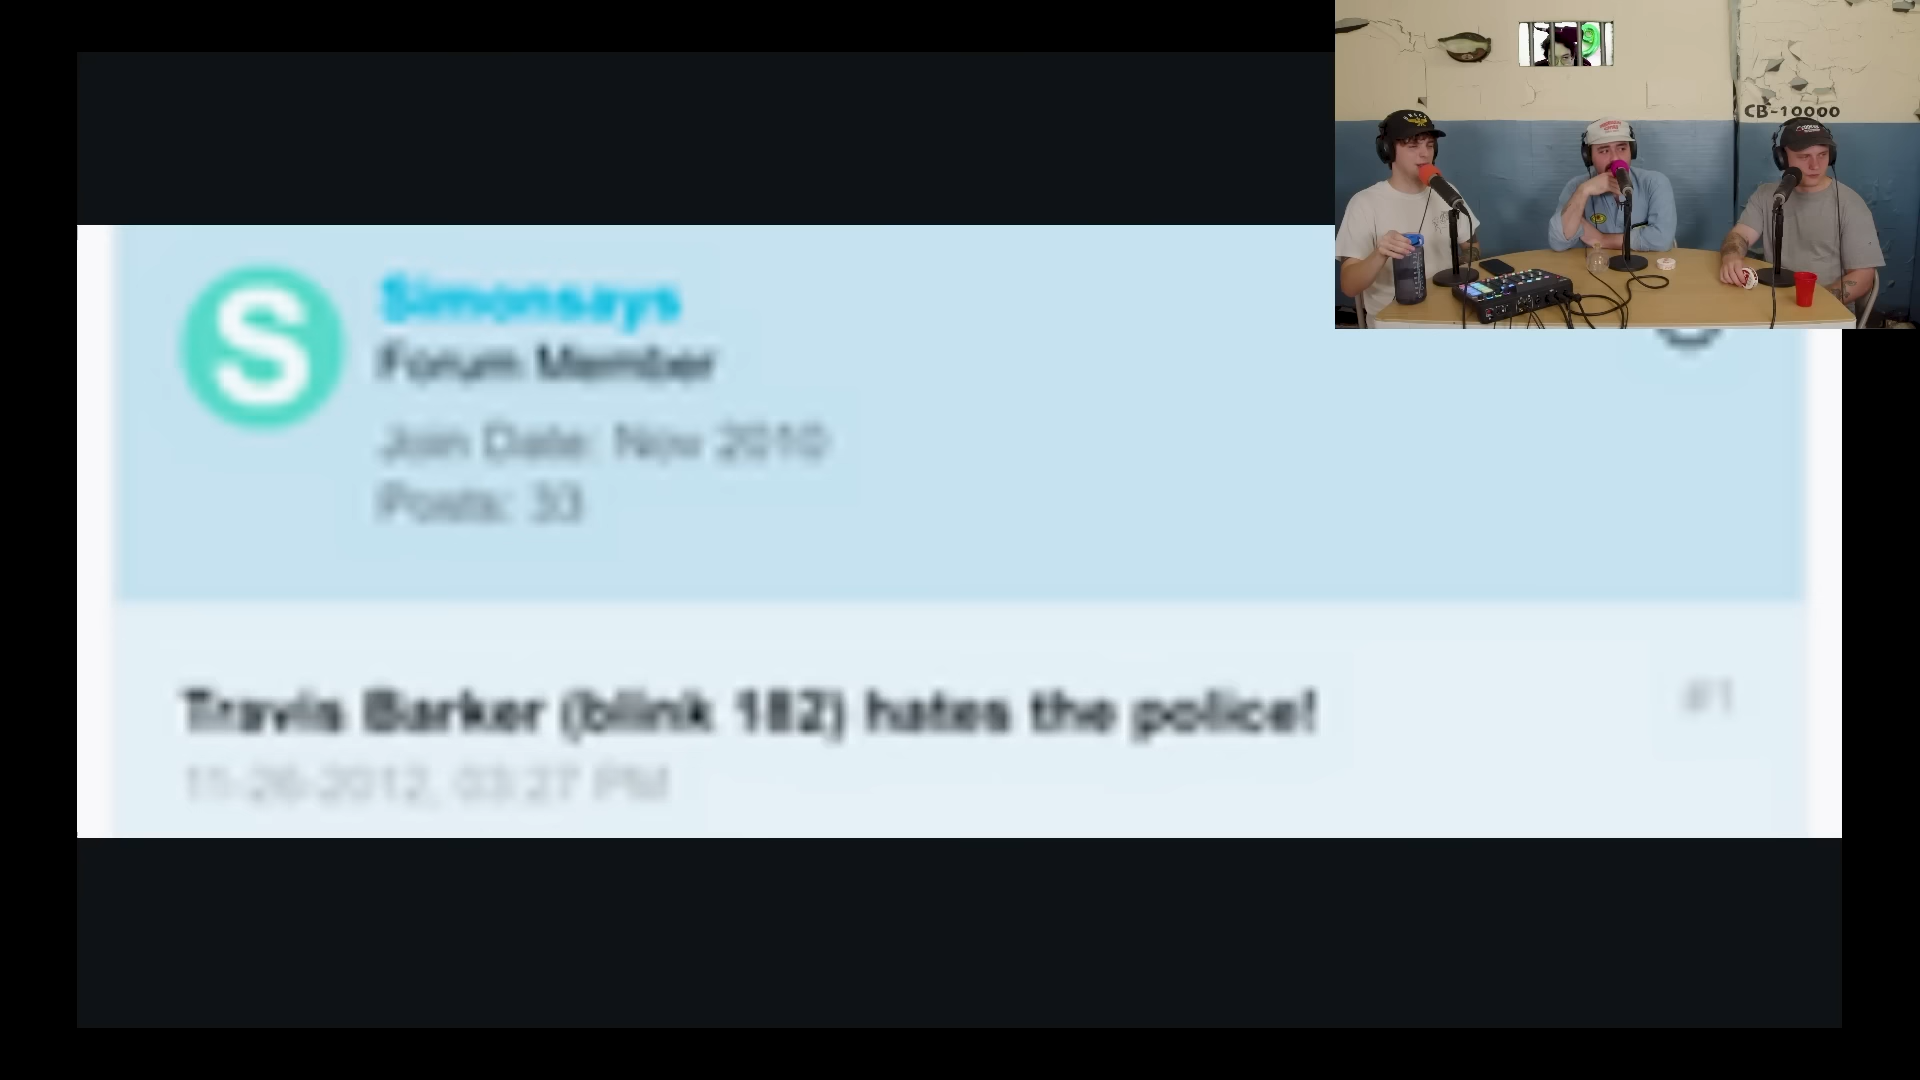 CB-10000
S
Simonsays
Forum Member
Join Date: Nov 2010
Posts: 33
Travis Barker (blink 182) hates the police!
#1
11-26-2012, 03:27 PM